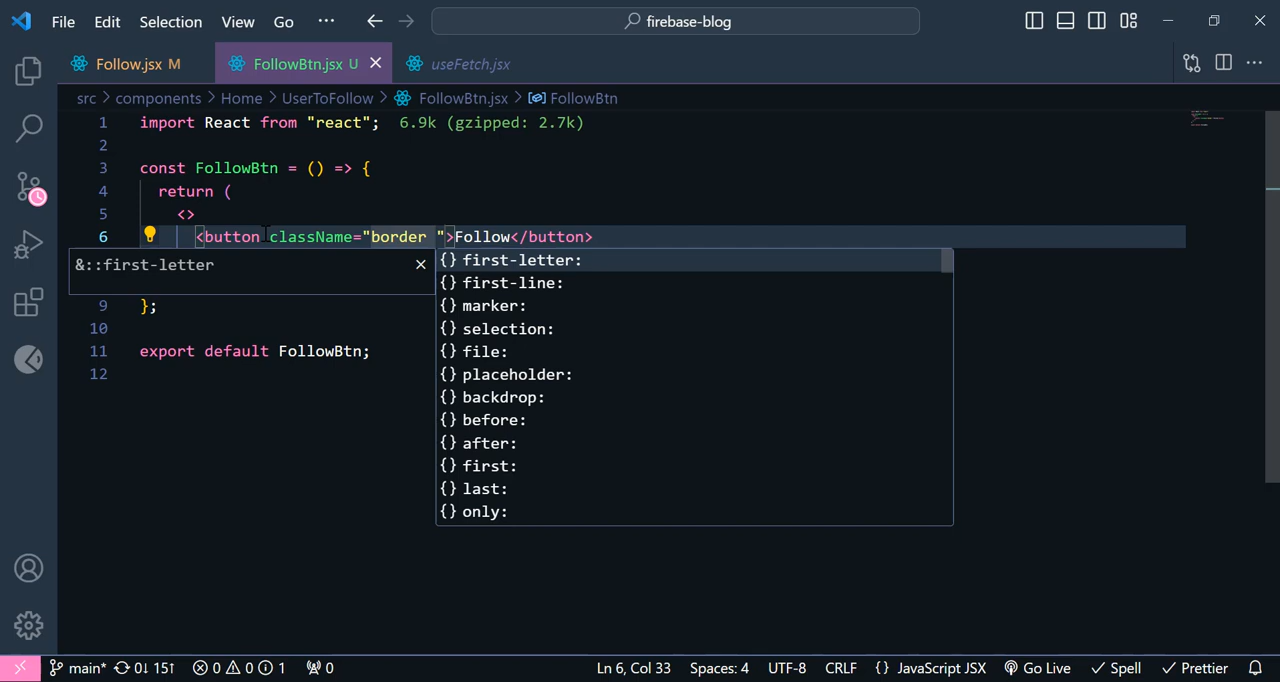 File Edit Selection View Go ··· firebase-blog
Follow.jsx M FollowBtn.jsx U useFetch.jsx
src > components > Home > UserToFollow > FollowBtn.jsx > FollowBtn
1 import React from "react"; 6.9k (gzipped: 2.7k)
2
3 const FollowBtn = () => {
4 return (
5 <>
6 <button className="border ">Follow</button>
&::first-letter
{} first-letter:
{} first-line:
{} marker:
{} selection:
{} file:
{} placeholder:
{} backdrop:
{} before:
{} after:
{} first:
{} last:
{} only:
9 };
10
11 export default FollowBtn;
12
main* 0↓ 15↑ 0 0 1 0 Ln 6, Col 33 Spaces: 4 UTF-8 CRLF {} JavaScript JSX Go Live Spell Prettier